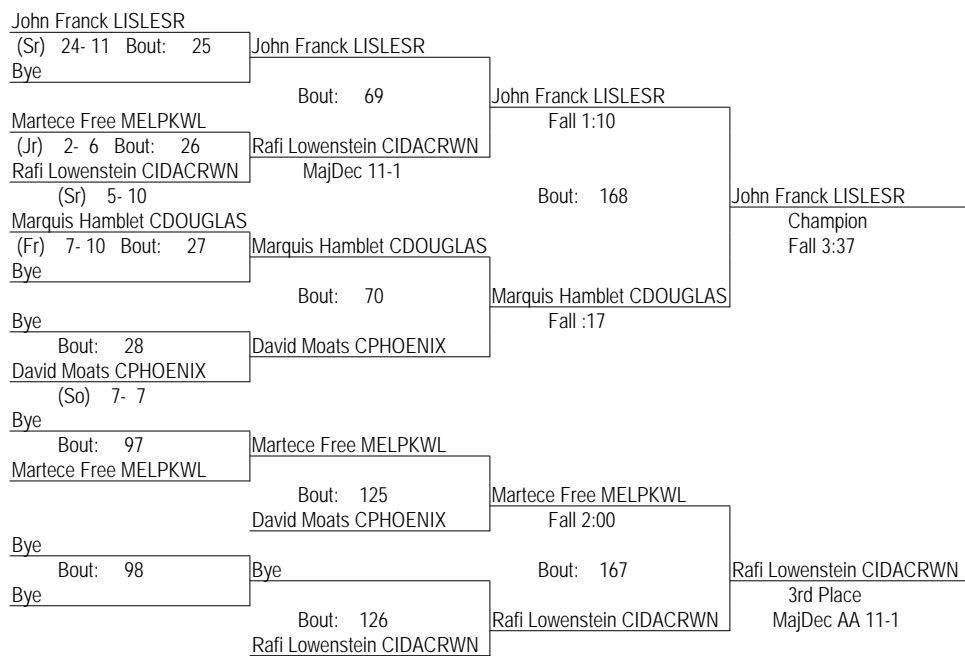 John Franck LISLESR
(Sr) 24- 11 Bout: 25
Bye
John Franck LISLESR
Bout: 69
Martece Free MELPKWL
(Jr) 2- 6 Bout: 26
Rafi Lowenstein CIDACRWN
(Sr) 5- 10
Rafi Lowenstein CIDACRWN
MajDec 11-1
John Franck LISLESR
Fall 1:10
Bout: 168
Marquis Hamblet CDOUGLAS
(Fr) 7- 10 Bout: 27
Bye
Marquis Hamblet CDOUGLAS
Bout: 70
Bye
Bout: 28
David Moats CPHOENIX
(So) 7- 7
David Moats CPHOENIX
Marquis Hamblet CDOUGLAS
Fall :17
John Franck LISLESR
Champion
Fall 3:37
Bye
Bout: 97
Martece Free MELPKWL
Martece Free MELPKWL
Bout: 125
David Moats CPHOENIX
Martece Free MELPKWL
Fall 2:00
Bout: 167
Bye
Bout: 98
Bye
Bye
Bout: 126
Rafi Lowenstein CIDACRWN
Rafi Lowenstein CIDACRWN
Rafi Lowenstein CIDACRWN
3rd Place
MajDec AA 11-1